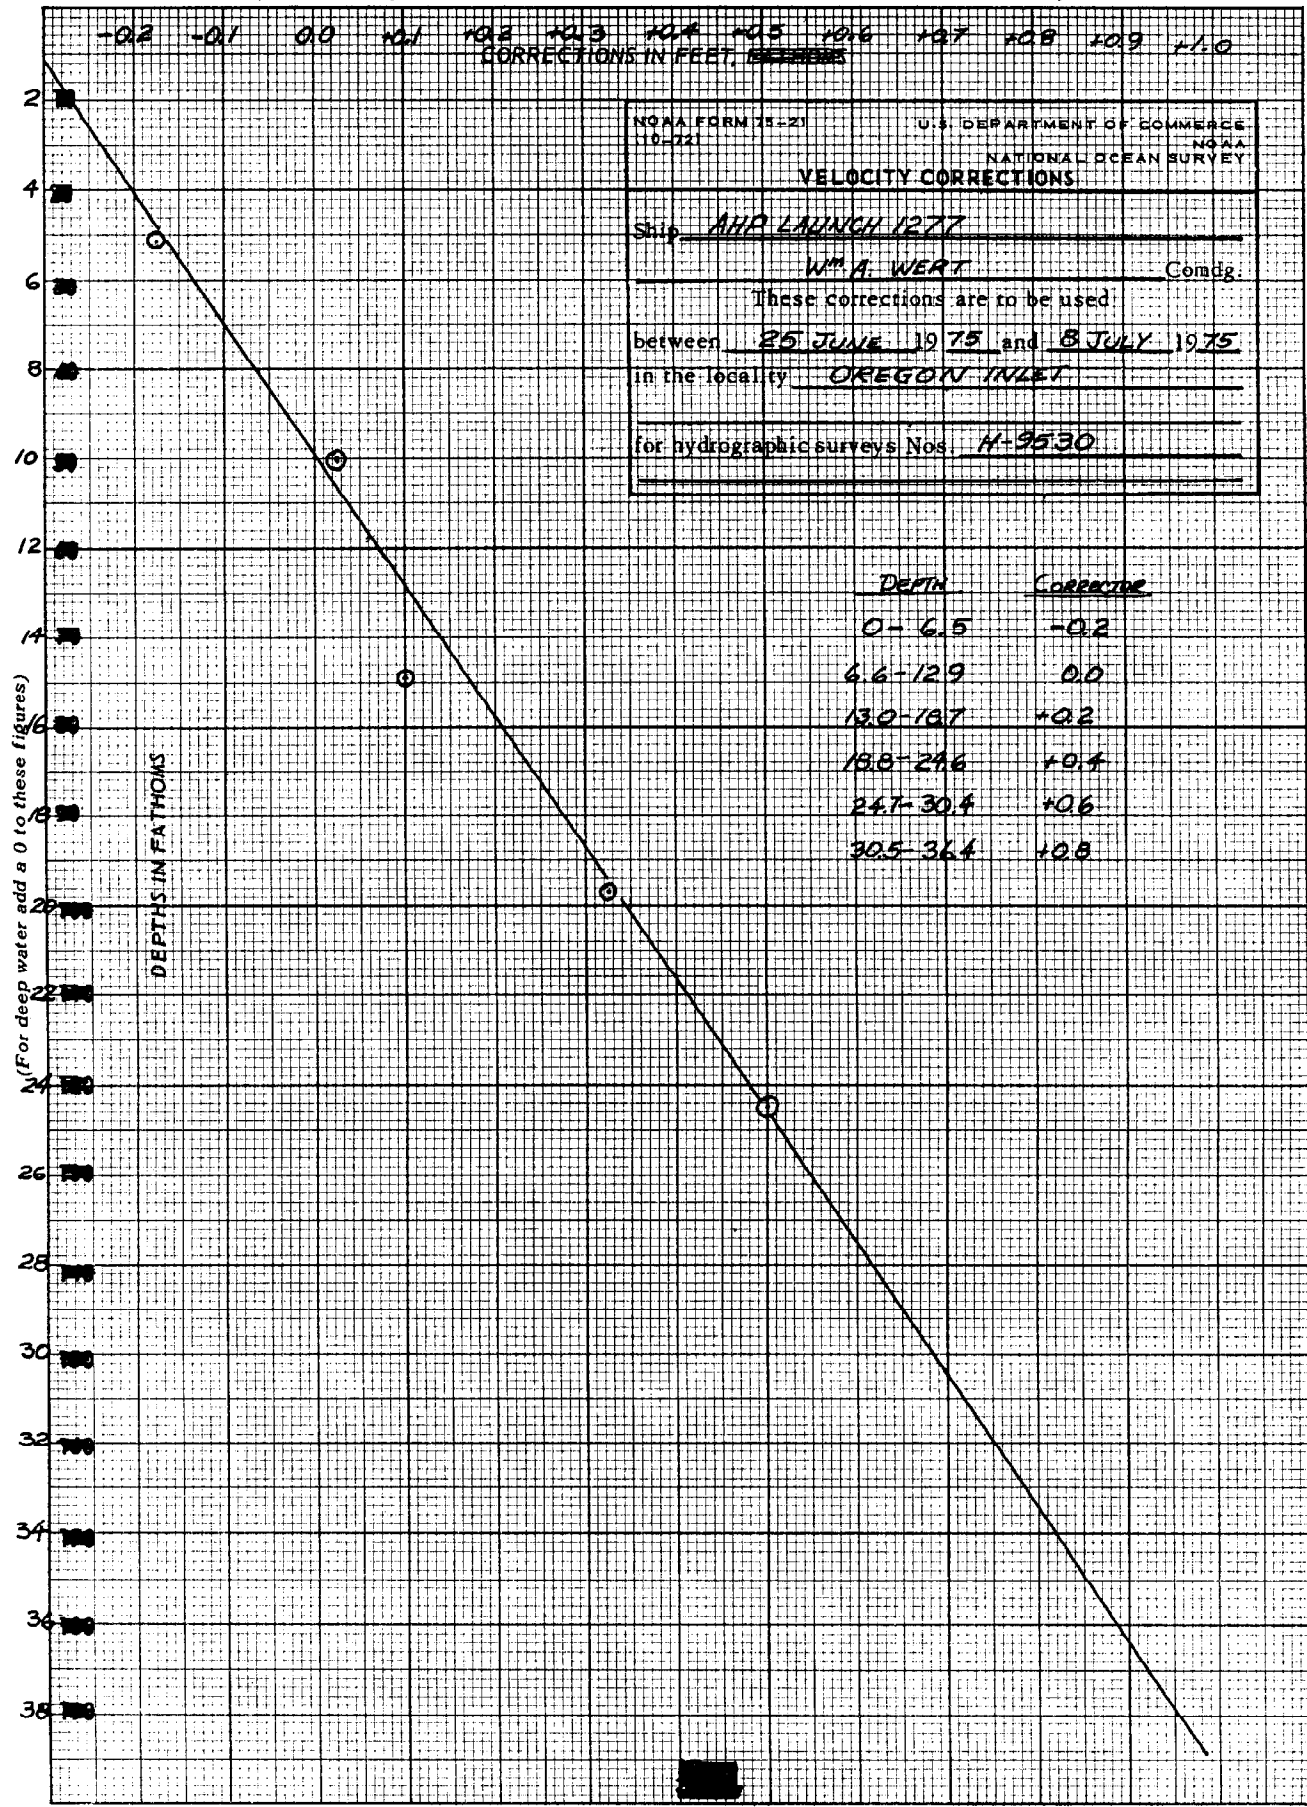 -0.2 -0.1 0.0 +0.1 +0.2 +0.3 +0.4 +0.5 +0.6 +0.7 +0.8 +0.9 +1.0
CORRECTIONS IN FEET,
NOAA FORM 75-21
(10-72)
U.S. DEPARTMENT OF COMMERCE
NOAA
NATIONAL OCEAN SURVEY
VELOCITY CORRECTIONS
Ship AHP LAUNCH 1277
Wm A. WERT Comdg.
These corrections are to be used
between 25 JUNE 1975 and 8 JULY 1975
in the locality OREGON INLET
for hydrographic surveys Nos. H-9530
DEPTH CORRECTOR
0-6.5 -0.2
6.6-12.9 0.0
13.0-18.7 +0.2
18.8-24.6 +0.4
24.7-30.4 +0.6
30.5-36.4 +0.8
2
4
6
8
10
12
14
16
18
20
22
24
26
28
30
32
34
36
38
(For deep water add a 0 to these figures)
DEPTHS IN FATHOMS